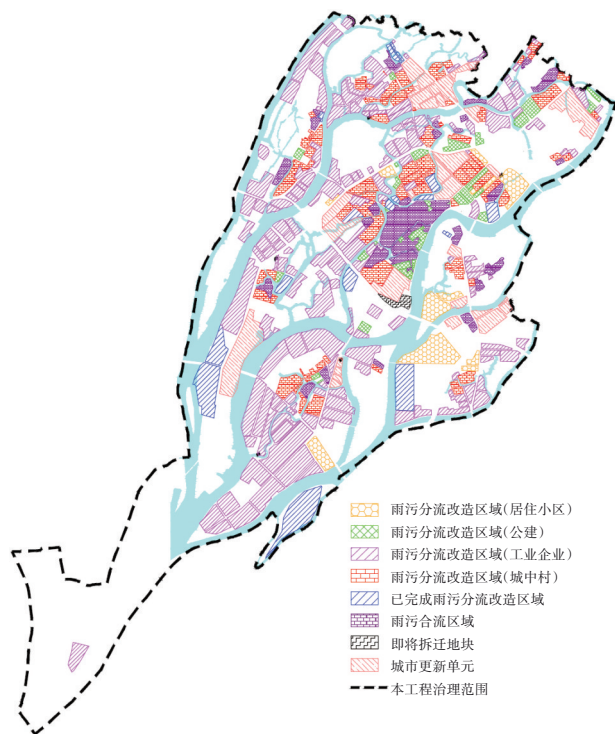 雨污分流改造区域(居住小区)
雨污分流改造区域(公建)
雨污分流改造区域(工业企业)
雨污分流改造区域(城中村)
已完成雨污分流改造区域
雨污合流区域
即将拆迁地块
城市更新单元
本工程治理范围